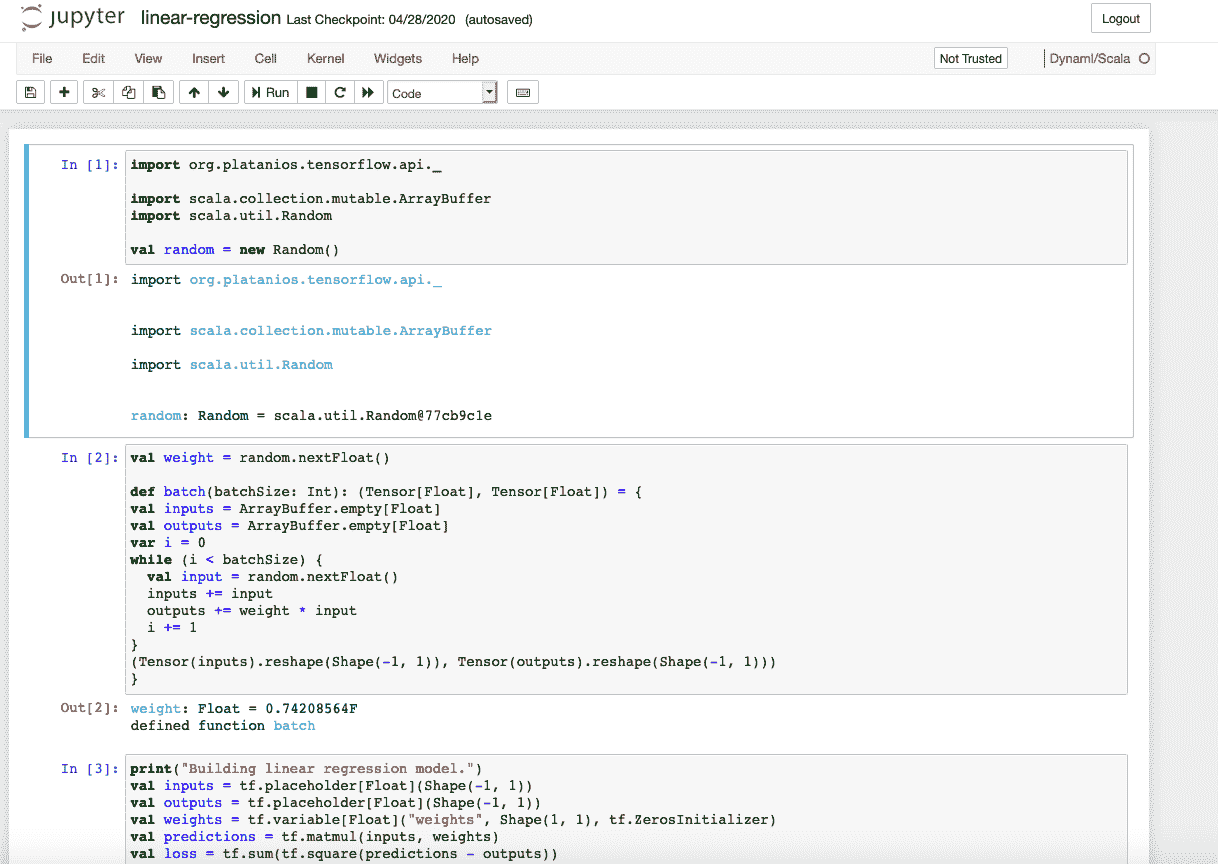 jupyter linear-regression Last Checkpoint: 04/28/2020 (autosaved) Logout
File Edit View Insert Cell Kernel Widgets Help Not Trusted Dynaml/Scala
Run Code
In [1]: import org.platanios.tensorflow.api._
import scala.collection.mutable.ArrayBuffer
import scala.util.Random
val random = new Random()
Out[1]: import org.platanios.tensorflow.api._
import scala.collection.mutable.ArrayBuffer
import scala.util.Random
random: Random = scala.util.Random@77cb9c1e
In [2]: val weight = random.nextFloat()
def batch(batchSize: Int): (Tensor[Float], Tensor[Float]) = {
val inputs = ArrayBuffer.empty[Float]
val outputs = ArrayBuffer.empty[Float]
var i = 0
while (i < batchSize) {
  val input = random.nextFloat()
  inputs += input
  outputs += weight * input
  i += 1
}
(Tensor(inputs).reshape(Shape(-1, 1)), Tensor(outputs).reshape(Shape(-1, 1)))
}
Out[2]: weight: Float = 0.74208564F
defined function batch
In [3]: print("Building linear regression model.")
val inputs = tf.placeholder[Float](Shape(-1, 1))
val outputs = tf.placeholder[Float](Shape(-1, 1))
val weights = tf.variable[Float]("weights", Shape(1, 1), tf.ZerosInitializer)
val predictions = tf.matmul(inputs, weights)
val loss = tf.sum(tf.square(predictions - outputs))